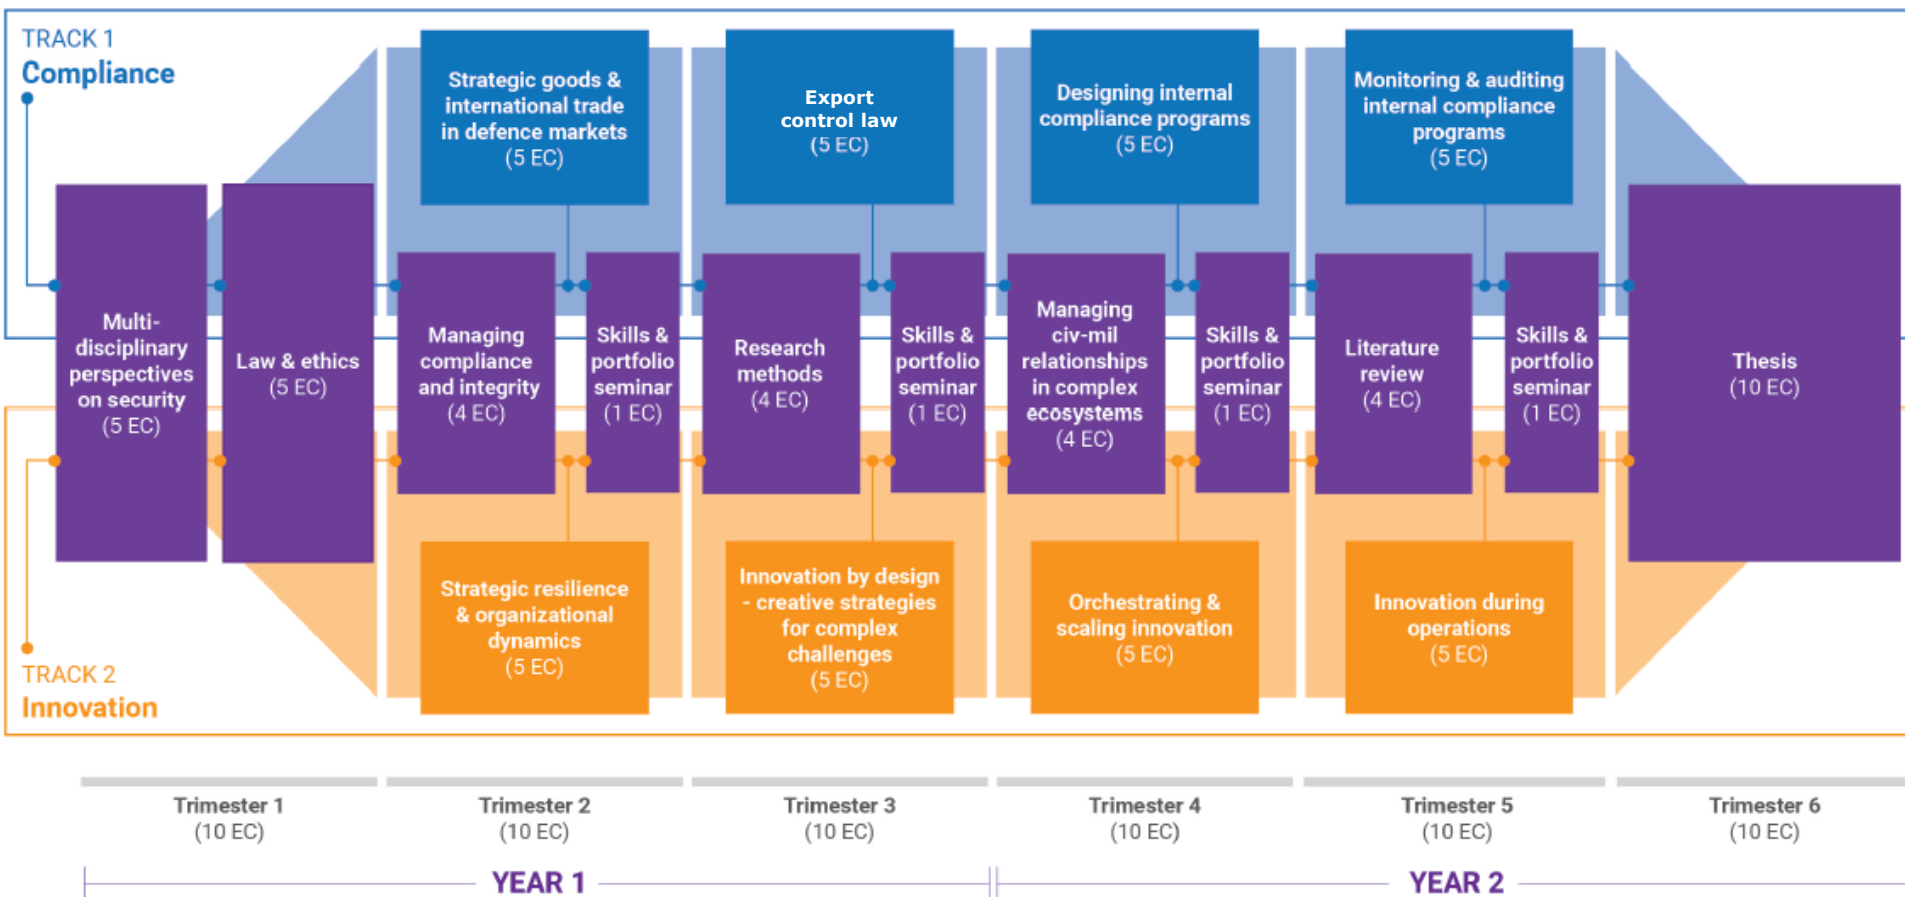 TRACK 1
Compliance
Strategic goods &
international trade
in defence markets
(5 EC)
Export
control law
(5 EC)
Designing internal
compliance programs
(5 EC)
Monitoring & auditing
internal compliance
programs
(5 EC)
Multi-
disciplinary
perspectives
on security
(5 EC)
Law & ethics
(5 EC)
Managing
compliance
and integrity
(4 EC)
Skills &
portfolio
seminar
(1 EC)
Research
methods
(4 EC)
Skills &
portfolio
seminar
(1 EC)
Managing
civ-mil
relationships
in complex
ecosystems
(4 EC)
Skills &
portfolio
seminar
(1 EC)
Literature
review
(4 EC)
Skills &
portfolio
seminar
(1 EC)
Thesis
(10 EC)
Strategic resilience
& organizational
dynamics
(5 EC)
Innovation by design
- creative strategies
for complex
challenges
(5 EC)
Orchestrating &
scaling innovation
(5 EC)
Innovation during
operations
(5 EC)
TRACK 2
Innovation
Trimester 1
(10 EC)
Trimester 2
(10 EC)
Trimester 3
(10 EC)
Trimester 4
(10 EC)
Trimester 5
(10 EC)
Trimester 6
(10 EC)
YEAR 1
YEAR 2